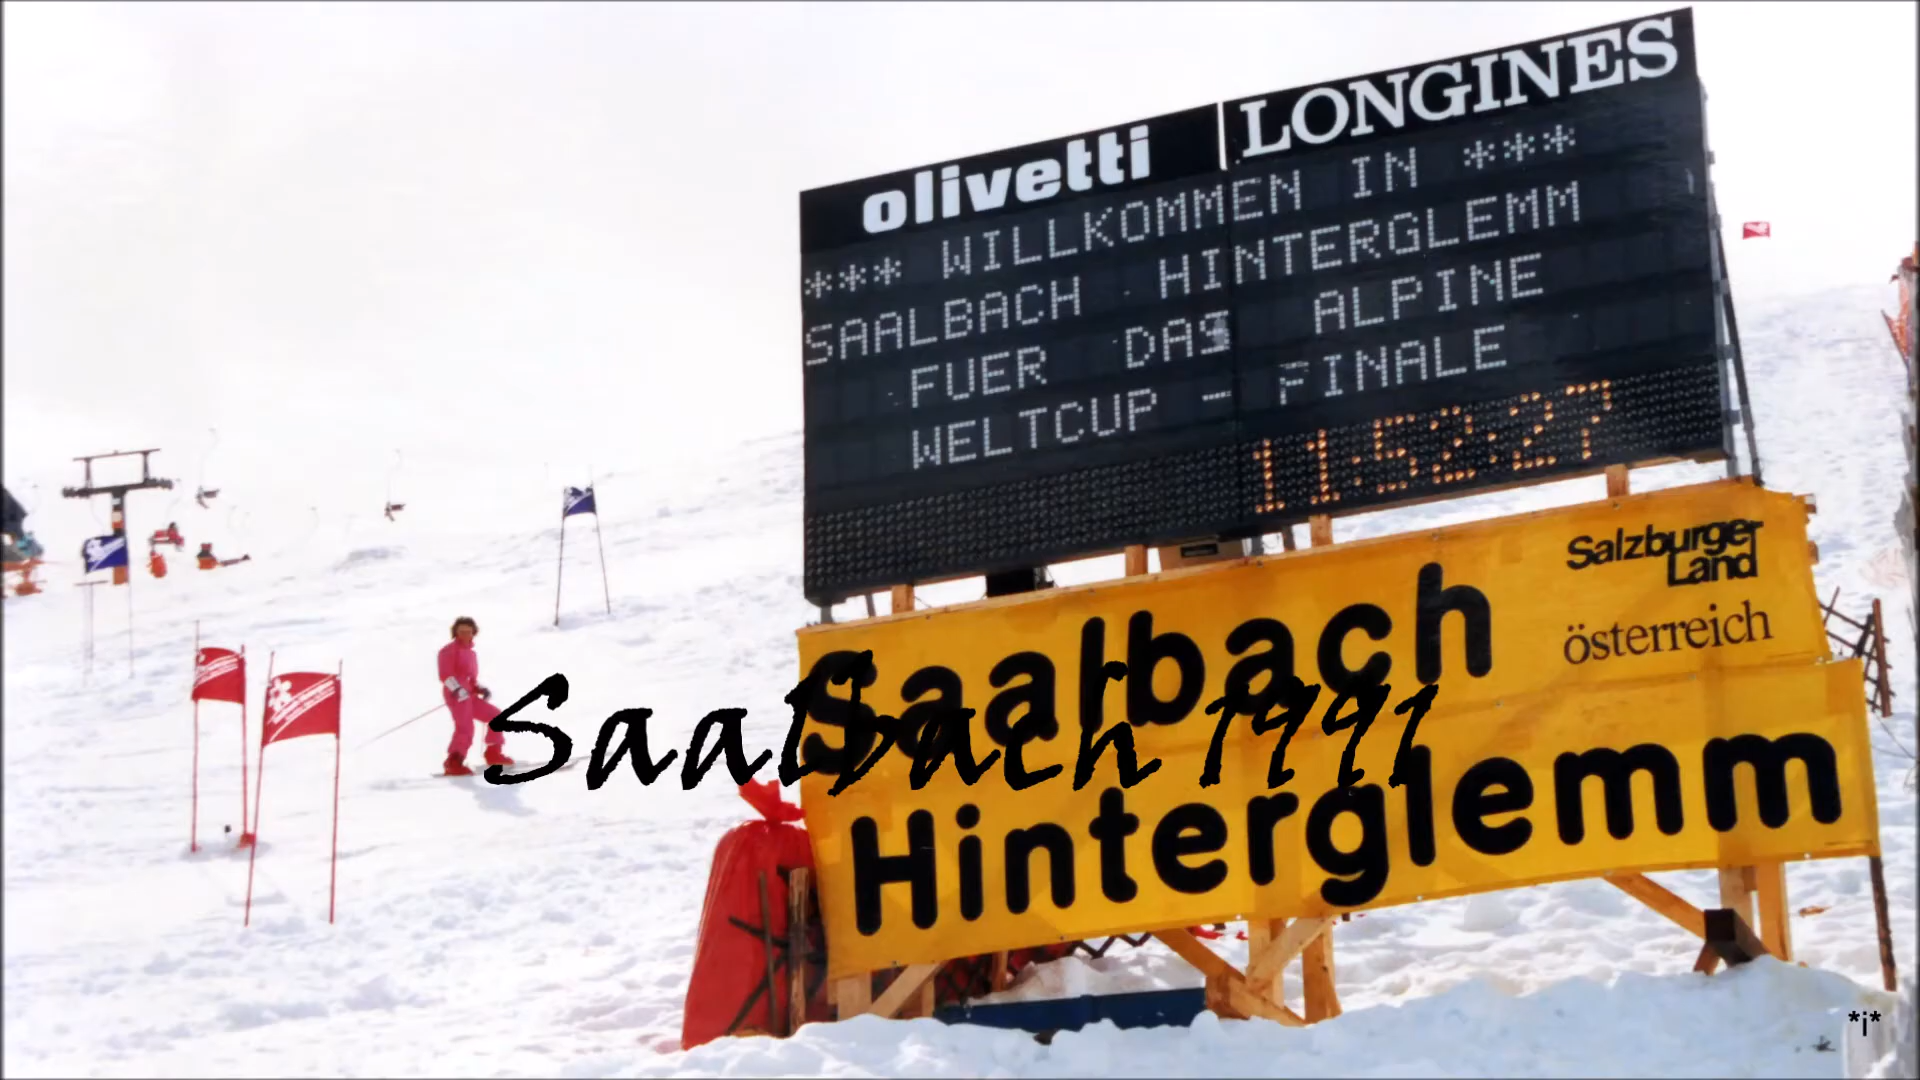 olivetti LONGINES
*** WILLKOMMEN IN ***
SAALBACH HINTERGLEMM
FUER DAS ALPINE
WELTCUP - FINALE
11:52:27
Salzburger
Land
österreich
Saalbach
Hinterglemm
Saalbach 1991
*i*